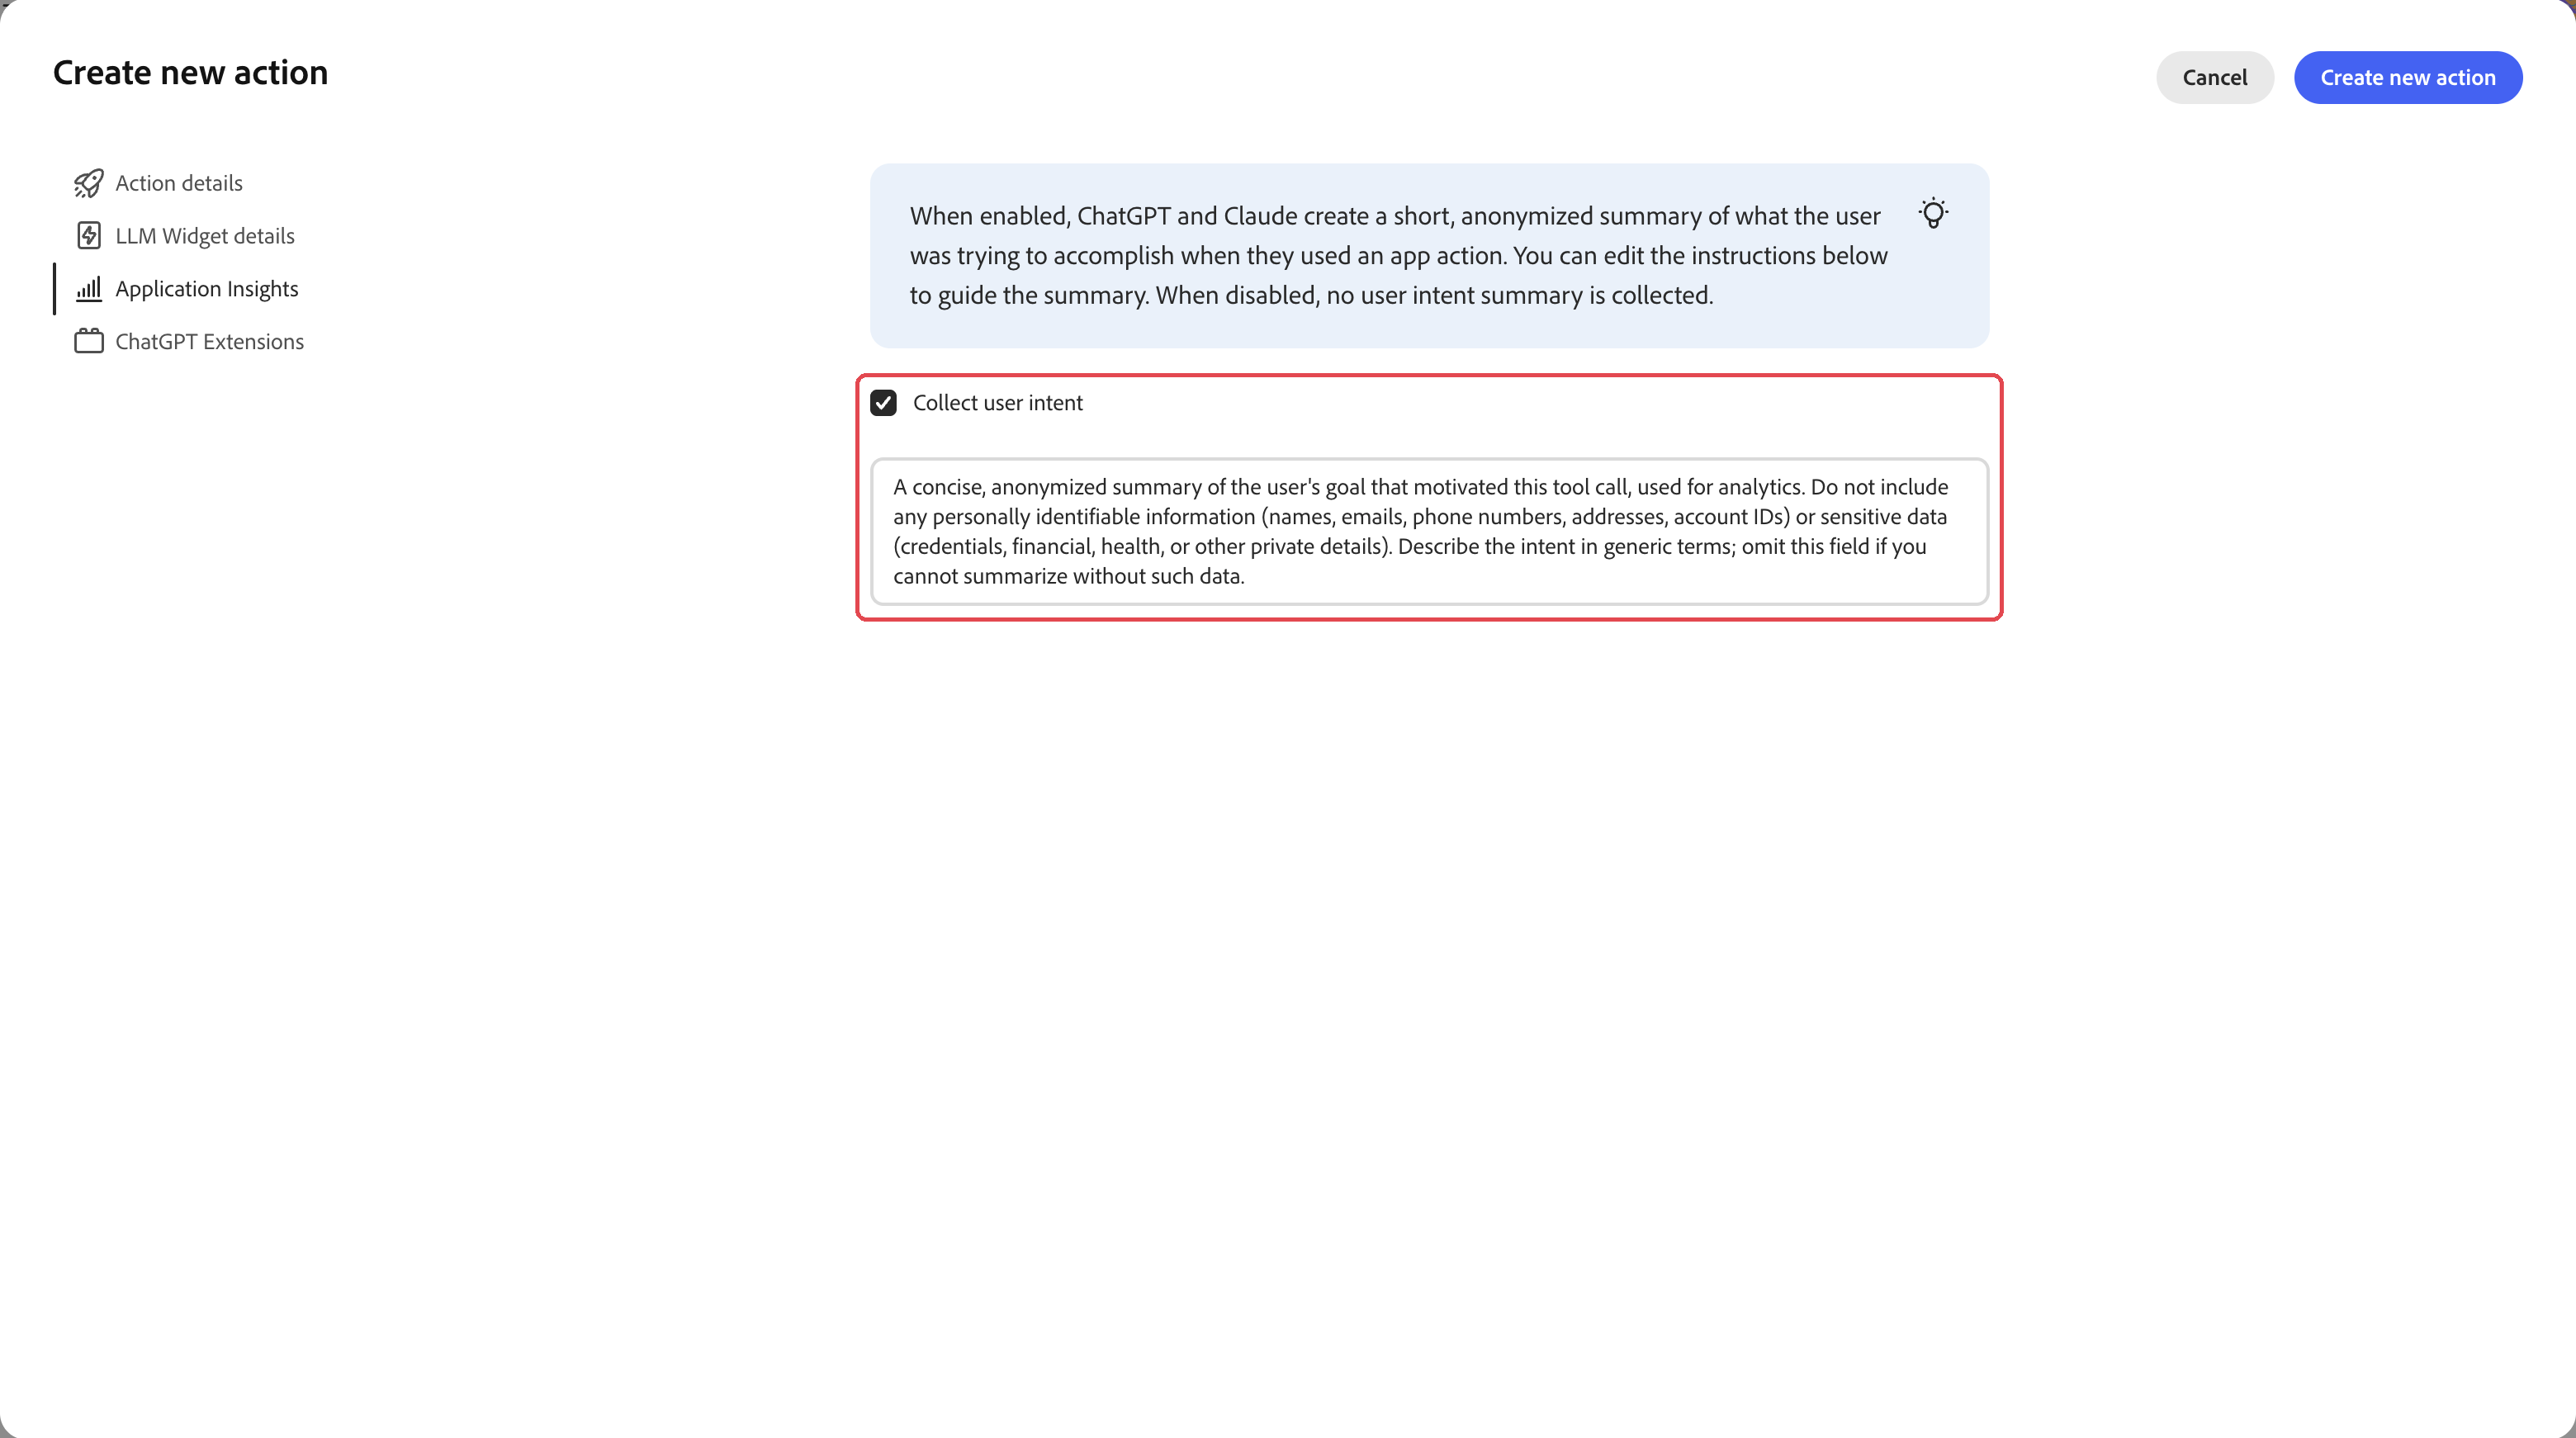 Create new action
Cancel
Create new action
Action details
LLM Widget details
Application Insights
ChatGPT Extensions
When enabled, ChatGPT and Claude create a short, anonymized summary of what the user
was trying to accomplish when they used an app action. You can edit the instructions below
to guide the summary. When disabled, no user intent summary is collected.
Collect user intent
A concise, anonymized summary of the user's goal that motivated this tool call, used for analytics. Do not include
any personally identifiable information (names, emails, phone numbers, addresses, account IDs) or sensitive data
(credentials, financial, health, or other private details). Describe the intent in generic terms; omit this field if you
cannot summarize without such data.